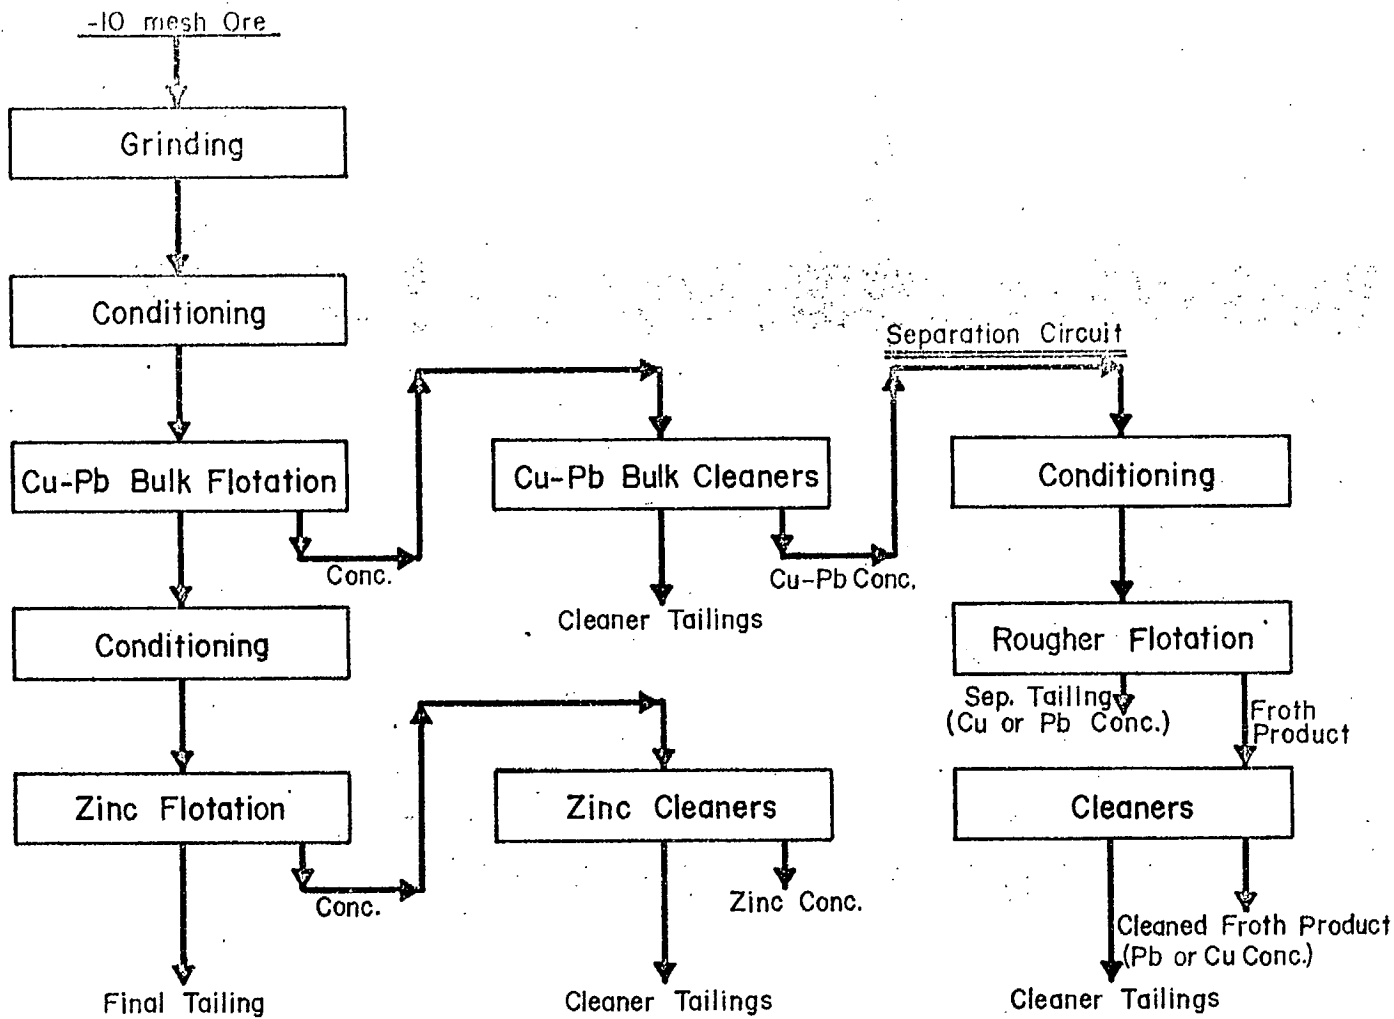 -10 mesh Ore
Grinding
Conditioning
Cu-Pb Bulk Flotation
Conc.
Conditioning
Zinc Flotation
Conc.
Final Tailing
Cu-Pb Bulk Cleaners
Cu-Pb Conc.
Cleaner Tailings
Zinc Cleaners
Zinc Conc.
Cleaner Tailings
Separation Circuit
Conditioning
Rougher Flotation
Sep. Tailing
(Cu or Pb Conc.)
Froth
Product
Cleaners
Cleaned Froth Product
(Pb or Cu Conc.)
Cleaner Tailings